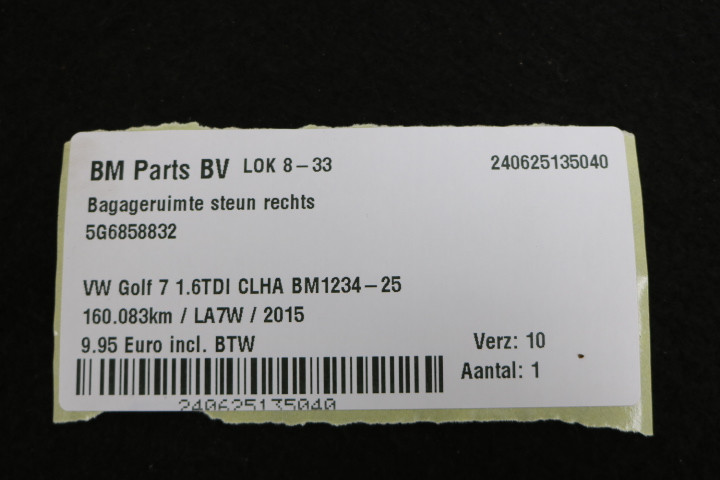 BM Parts BV LOK 8-33 240625135040
Bagageruimte steun rechts
5G6858832
VW Golf 7 1.6TDI CLHA BM1234-25
160.083km / LA7W / 2015
9.95 Euro incl. BTW Verz: 10
Aantal: 1
240625135040